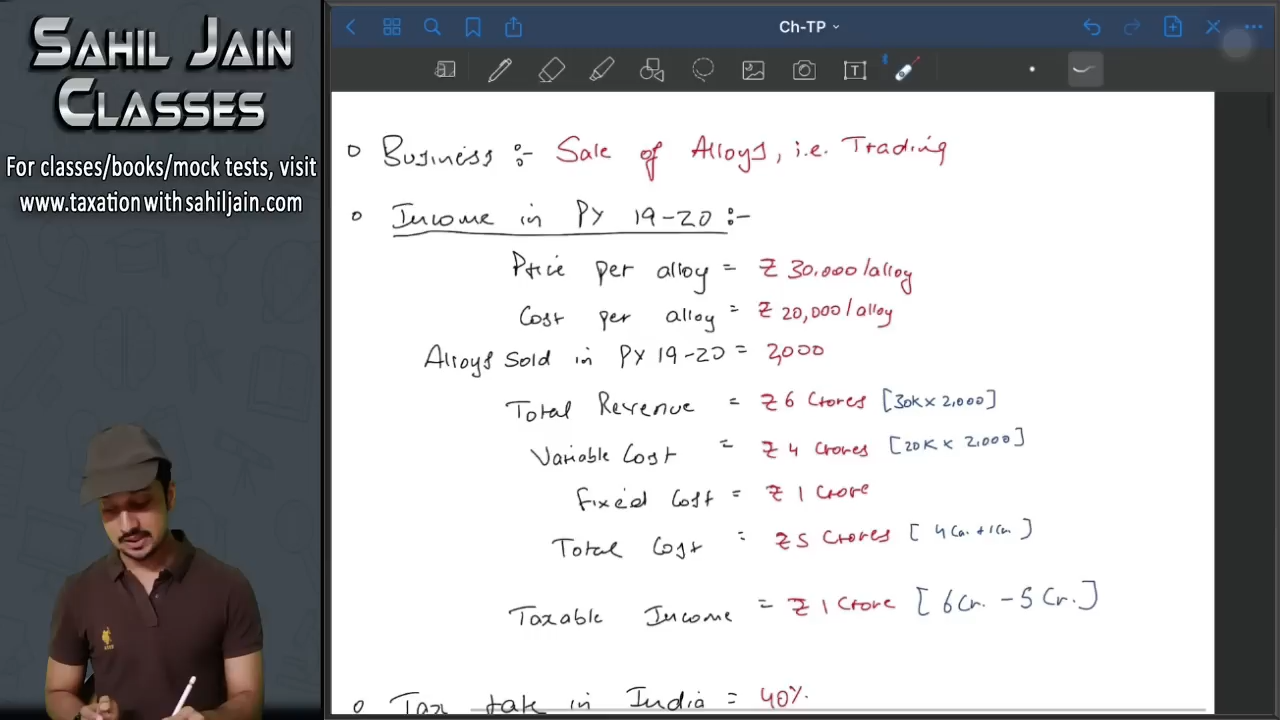 SAHIL JAIN
CLASSES
For classes/books/mock tests, visit
www.taxationwithsahiljain.com
Ch-TP
T
Business :- Sale of Alloys, i.e. Trading
Income in PY 19-20 :-
Price per alloy = ₹ 30,000/alloy
Cost per alloy = ₹ 20,000/alloy
Alloys Sold in PY 19-20 = 2,000
Total Revenue = ₹ 6 Crores [30K x 2,000]
Variable Cost = ₹ 4 Crores [20K x 2,000]
Fixed Cost = ₹ 1 Crore
Total Cost = ₹ 5 Crores [4 Cr. + 1 Cr.]
Taxable Income = ₹ 1 Crore [6 Cr. - 5 Cr.]
Tax rate in India = 40%.